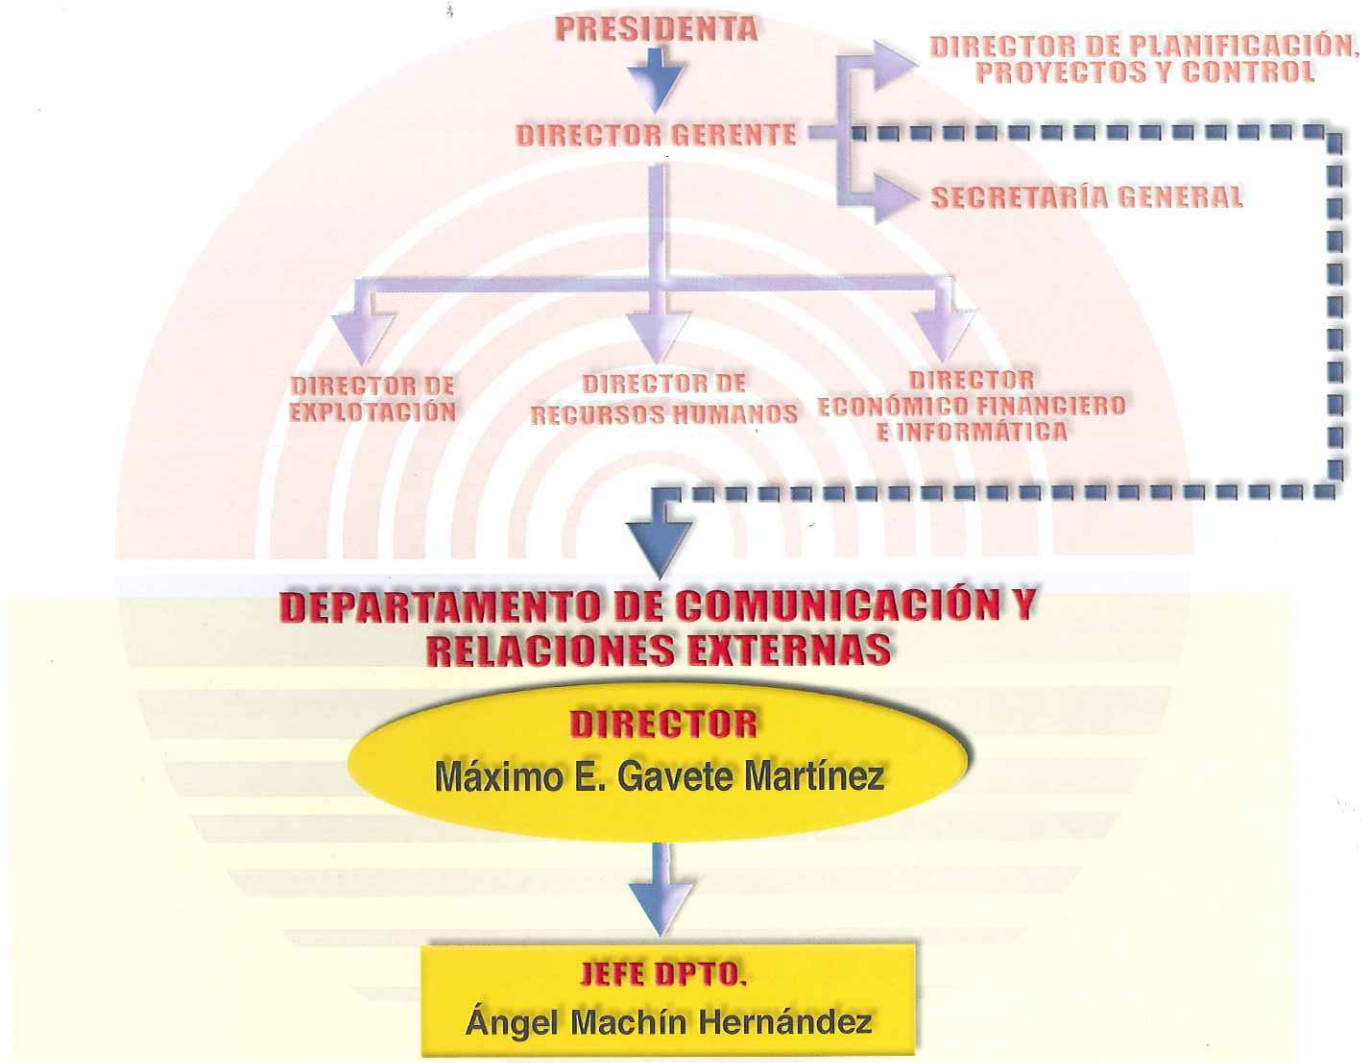 PRESIDENTA
DIRECTOR DE PLANIFICACIÓN,
PROYECTOS Y CONTROL
DIRECTOR GERENTE
SECRETARÍA GENERAL
DIRECTOR DE
EXPLOTACIÓN
DIRECTOR DE
RECURSOS HUMANOS
DIRECTOR
ECONÓMICO FINANCIERO
E INFORMÁTICA
DEPARTAMENTO DE COMUNICACIÓN Y
RELACIONES EXTERNAS
DIRECTOR
Máximo E. Gavete Martínez
JEFE DPTO.
Ángel Machín Hernández